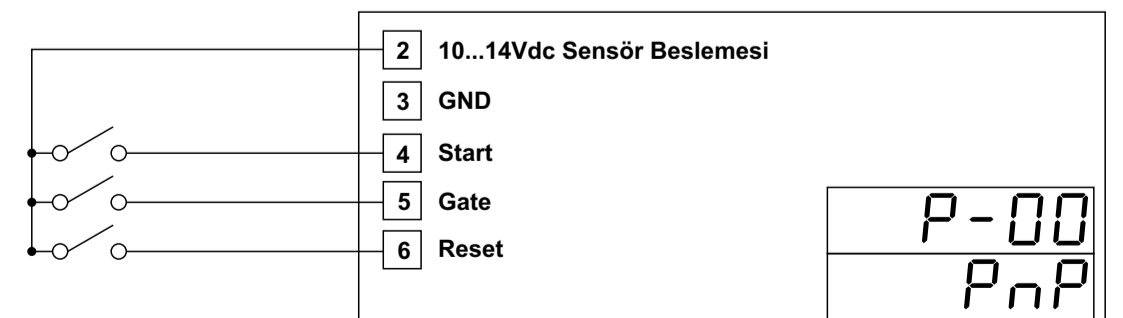 2 10...14Vdc Sensör Beslemesi
3 GND
4 Start
5 Gate
6 Reset
P-00
PnP